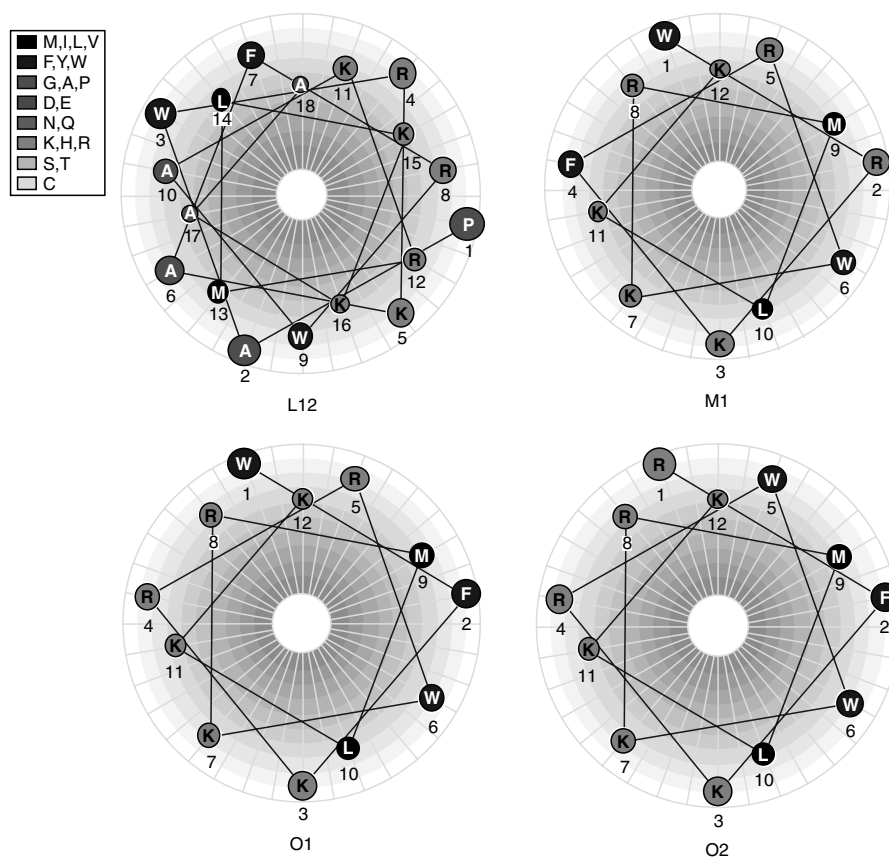 M,I,L,V
F,Y,W
G,A,P
D,E
N,Q
K,H,R
S,T
C
F
7
A
18
K
11
R
4
L
14
W
3
K
15
A
10
R
8
A
17
P
1
A
6
M
13
R
12
K
16
K
5
A
2
W
9
L12
W
1
K
12
R
5
R
8
M
9
F
4
R
2
K
11
W
6
K
7
L
10
K
3
M1
W
1
K
12
R
5
R
8
M
9
R
4
F
2
K
11
W
6
K
7
L
10
K
3
O1
R
1
K
12
W
5
R
8
M
9
R
4
F
2
K
11
W
6
K
7
L
10
K
3
O2